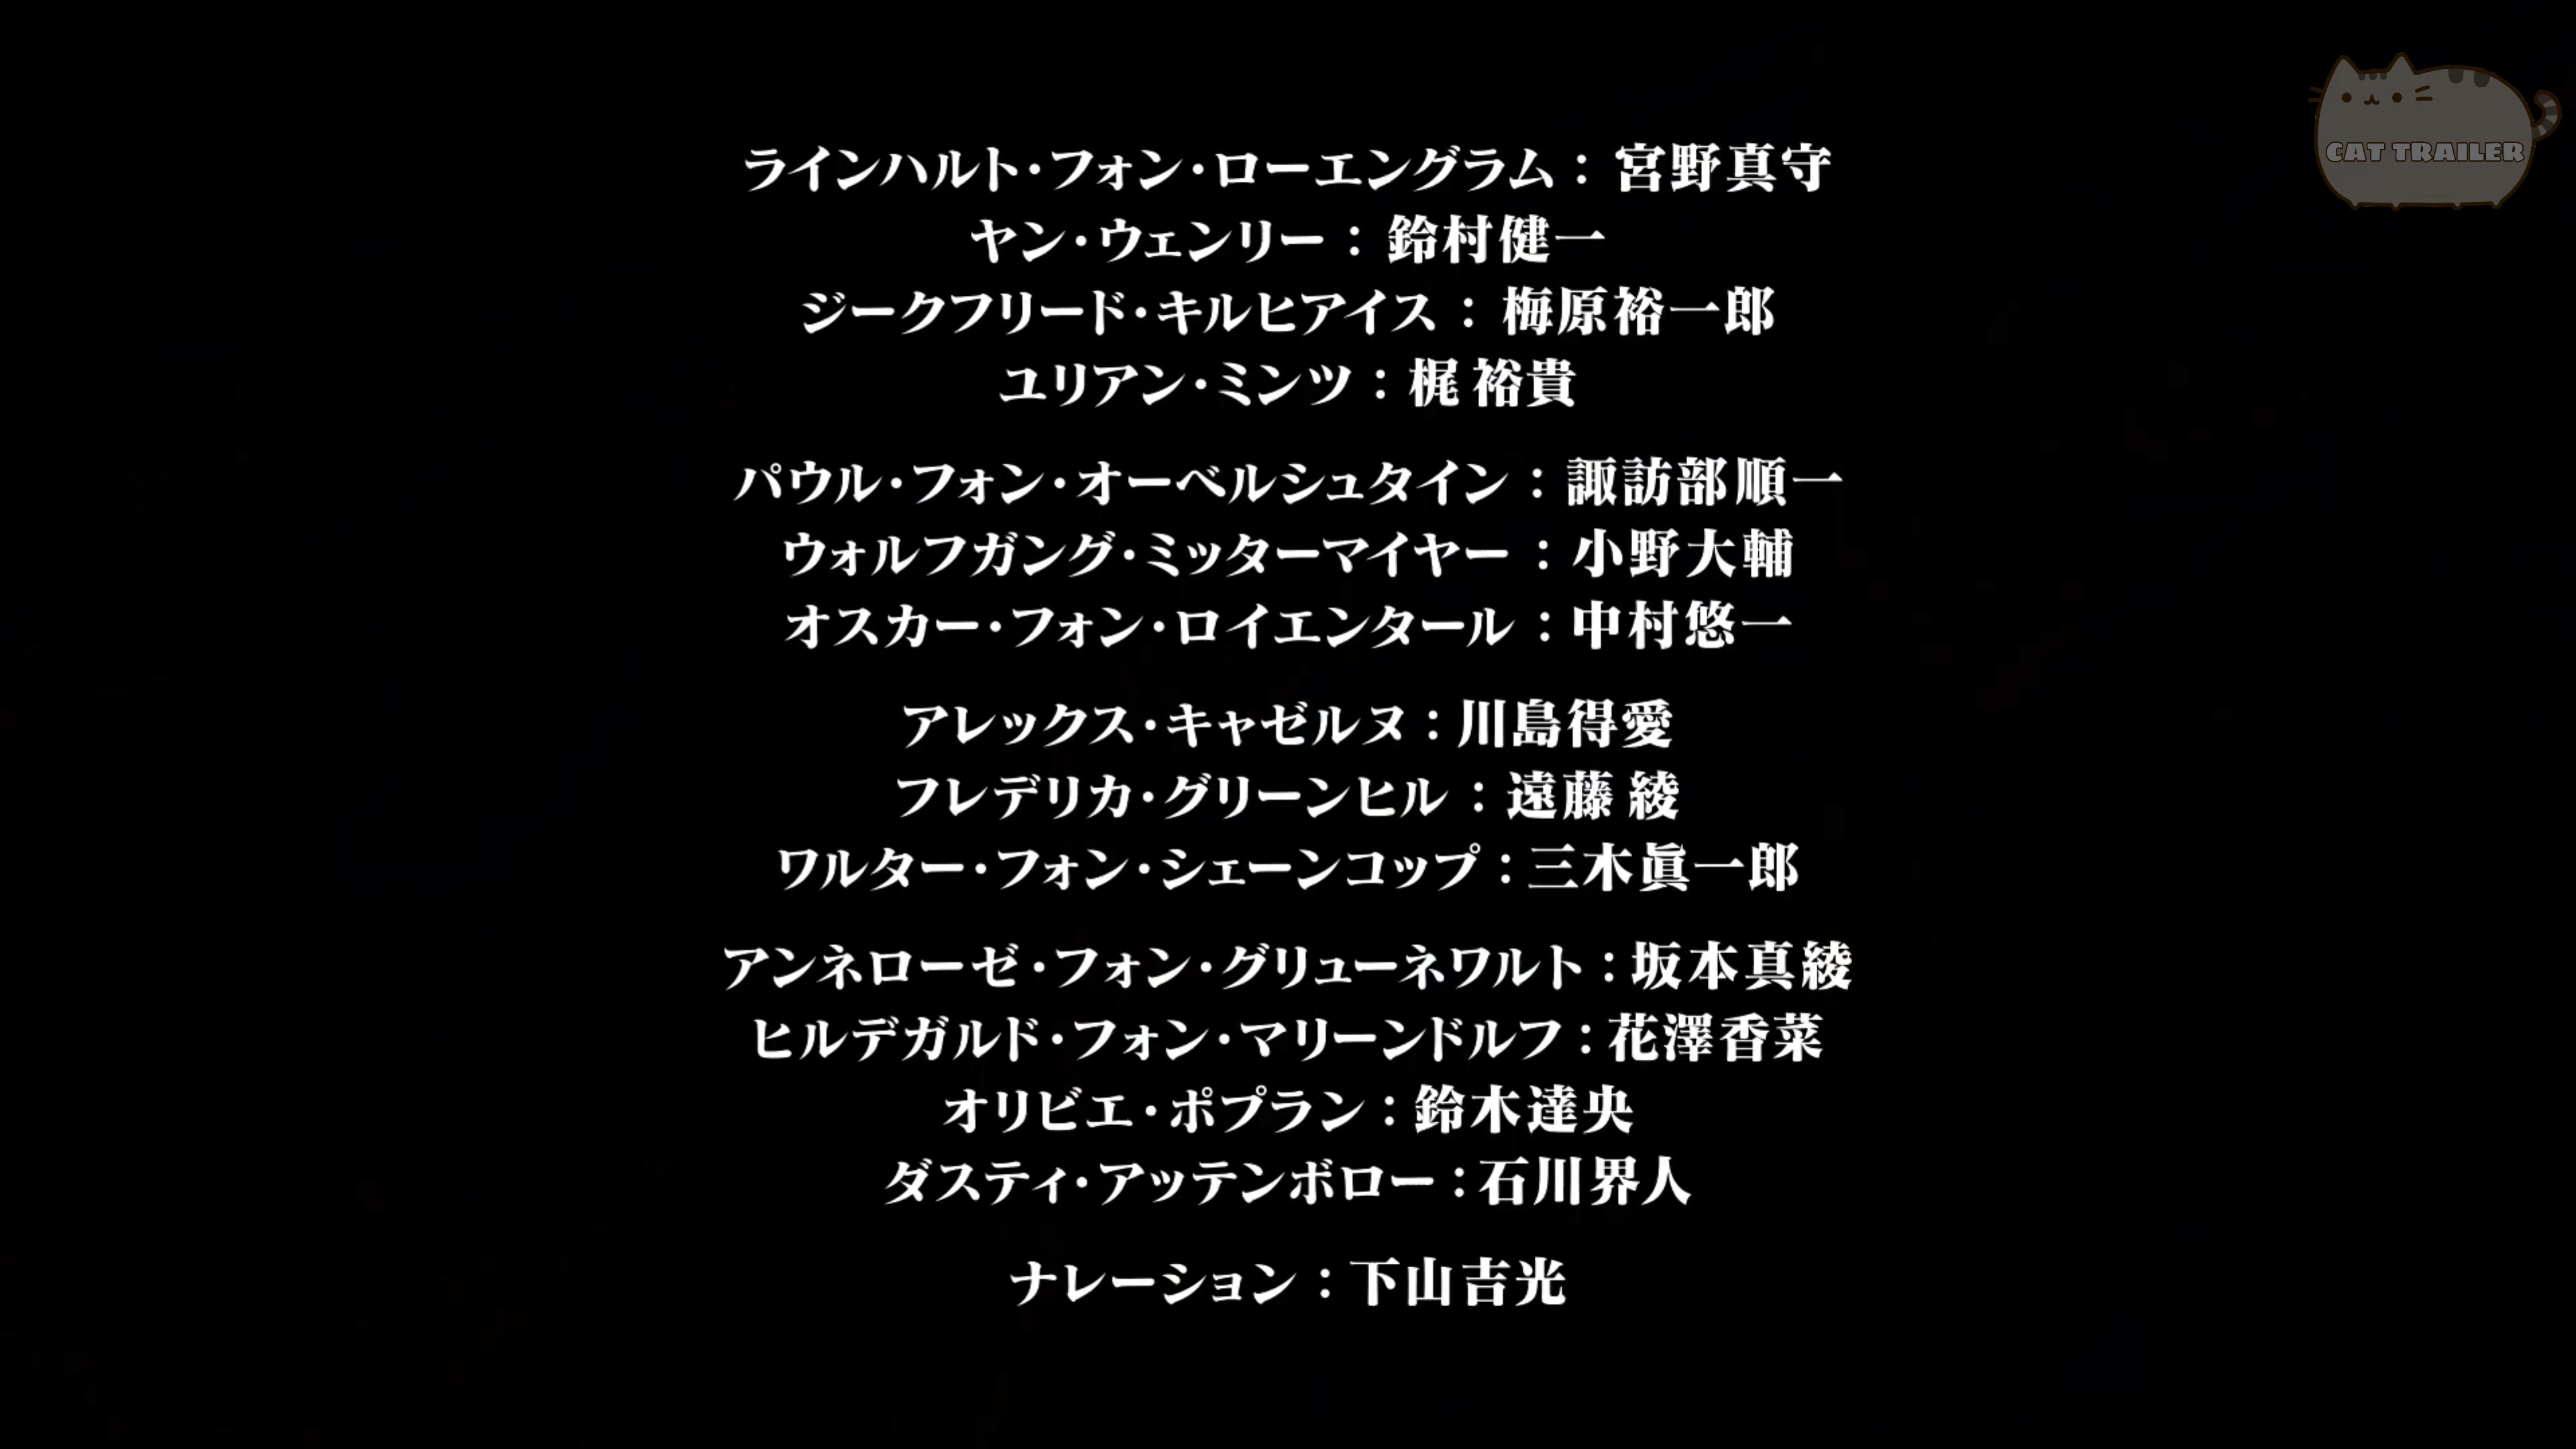 ラインハルト・フォン・ローエングラム：宮野真守
ヤン・ウェンリー：鈴村健一
ジークフリード・キルヒアイス：梅原裕一郎
ユリアン・ミンツ：梶 裕貴
パウル・フォン・オーベルシュタイン：諏訪部順一
ウォルフガング・ミッターマイヤー：小野大輔
オスカー・フォン・ロイエンタール：中村悠一
アレックス・キャゼルヌ：川島得愛
フレデリカ・グリーンヒル：遠藤 綾
ワルター・フォン・シェーンコップ：三木眞一郎
アンネローゼ・フォン・グリューネワルト：坂本真綾
ヒルデガルド・フォン・マリーンドルフ：花澤香菜
オリビエ・ポプラン：鈴木達央
ダスティ・アッテンボロー：石川界人
ナレーション：下山吉光
CAT TRAILER